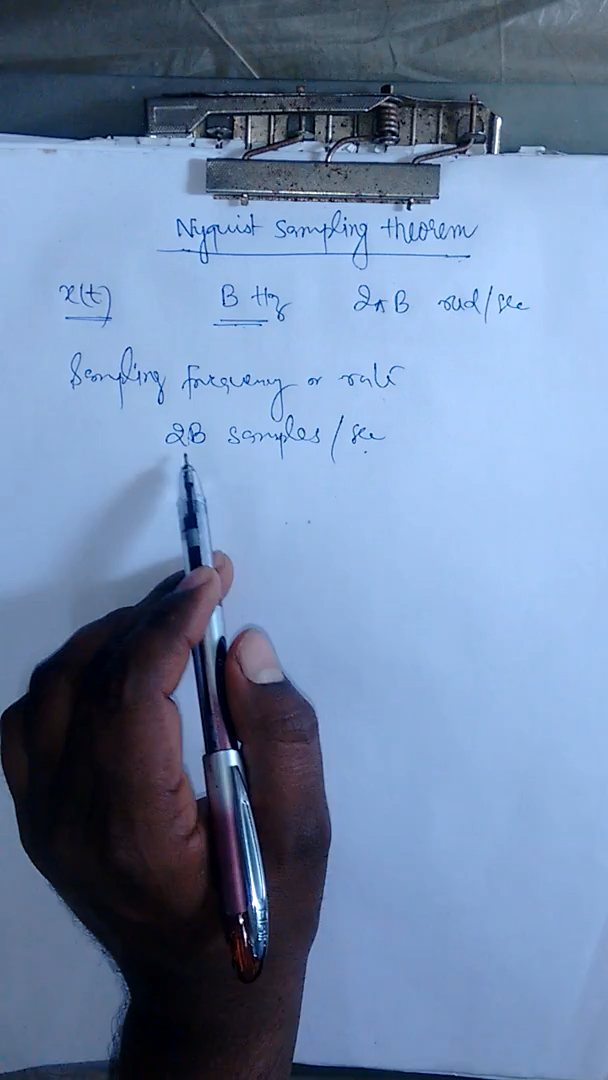 Nyquist Sampling theorem
x(t) B Hz 2πB rad/sec
Sampling frequency or rate
2B samples/sec